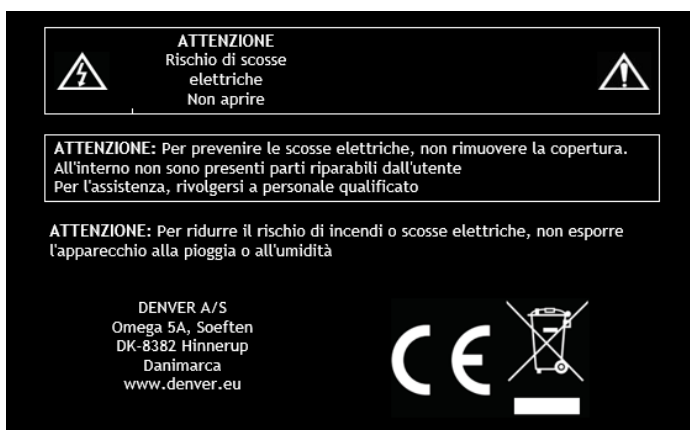 ATTENZIONE
Rischio di scosse
elettriche
Non aprire
ATTENZIONE: Per prevenire le scosse elettriche, non rimuovere la copertura.
All'interno non sono presenti parti riparabili dall'utente
Per l'assistenza, rivolgersi a personale qualificato
ATTENZIONE: Per ridurre il rischio di incendi o scosse elettriche, non esporre
l'apparecchio alla pioggia o all'umidità
DENVER A/S
Omega 5A, Soeften
DK-8382 Hinnerup
Danimarca
www.denver.eu
CE